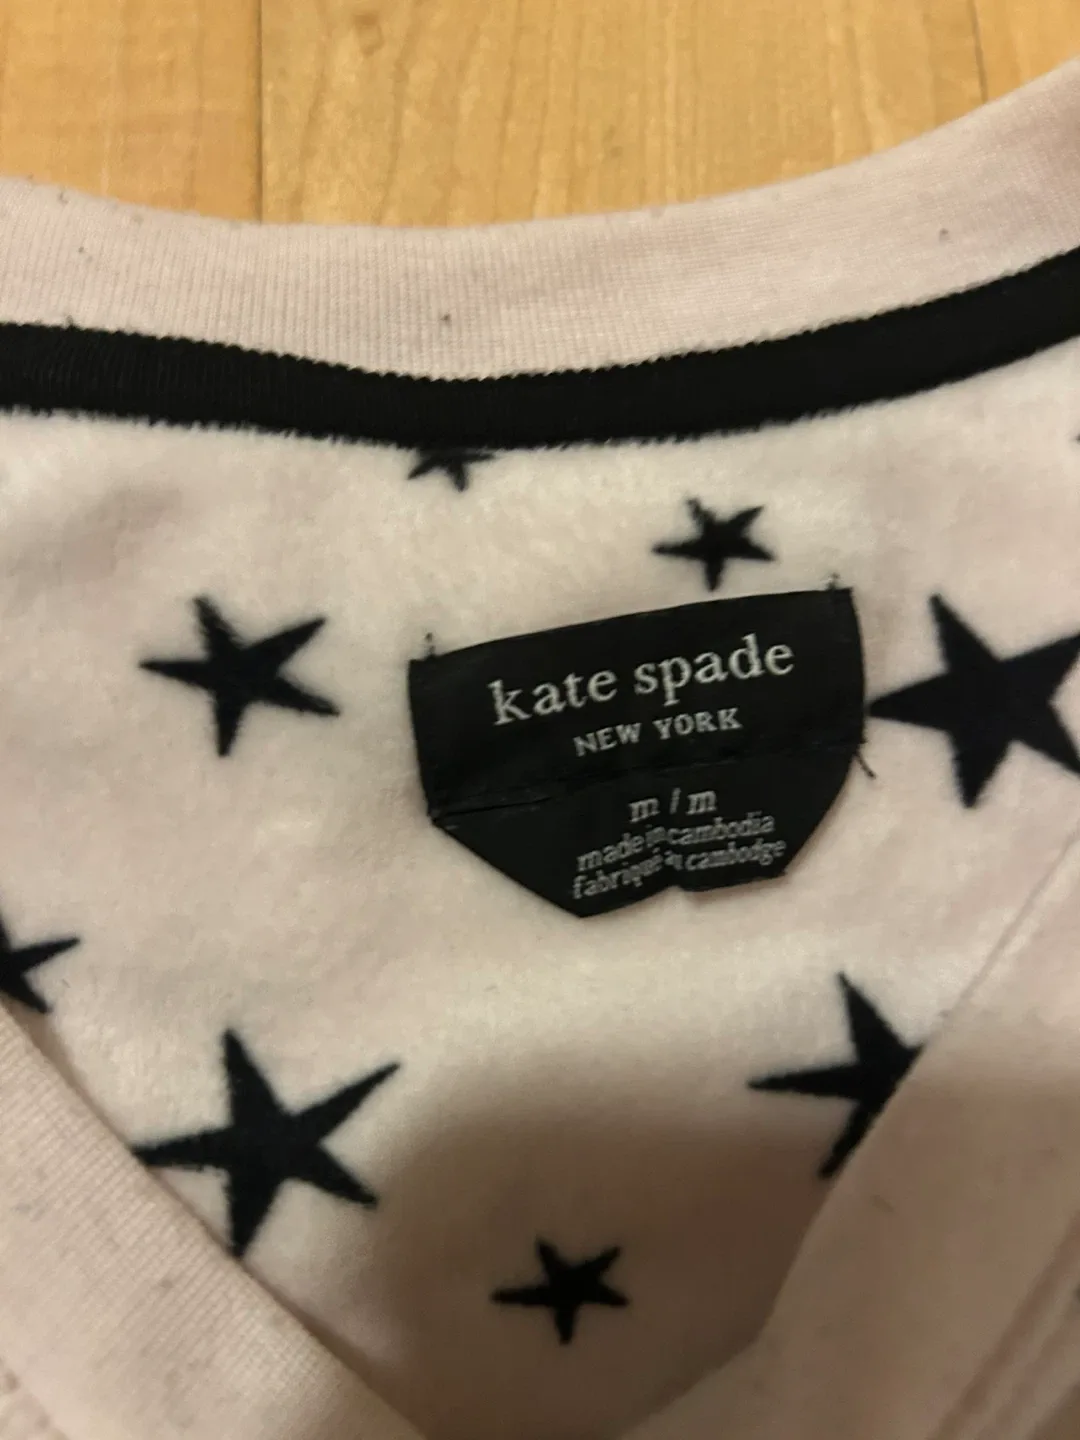 kate spade
NEW YORK
m / m
made in cambodia
fabriqué au cambodge